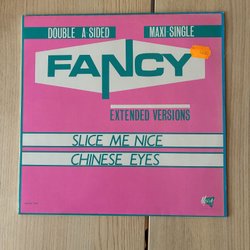 DOUBLE A SIDED MAXI SINGLE
FANCY
EXTENDED VERSIONS
SLICE ME NICE
CHINESE EYES